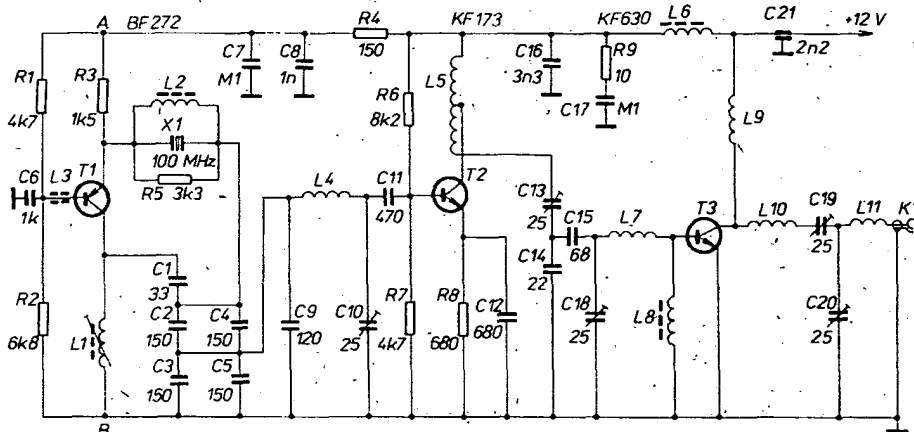 A BF272 R4 150 KF173 KF630 L6 C21 +12 V
2n2
C7 M1 C8 1n C16 3n3 R9 10
R1 4k7 R3 1k5 L2 L5 C17 M1
R6 8k2 L9
X1
100 MHz
R5 3k3
C6 1k L3 T1 L4 C11 470 T2
C13 25 C15 68 L7 T3 L10 C19 25 L11 K1
C1 33 C14 22
R2 6k8 L1 C2 150 C4 150 C9 120 C10 25 R7 4k7 R8 680 C12 680 C18 25 L8 C20 25
C3 150 C5 150
B